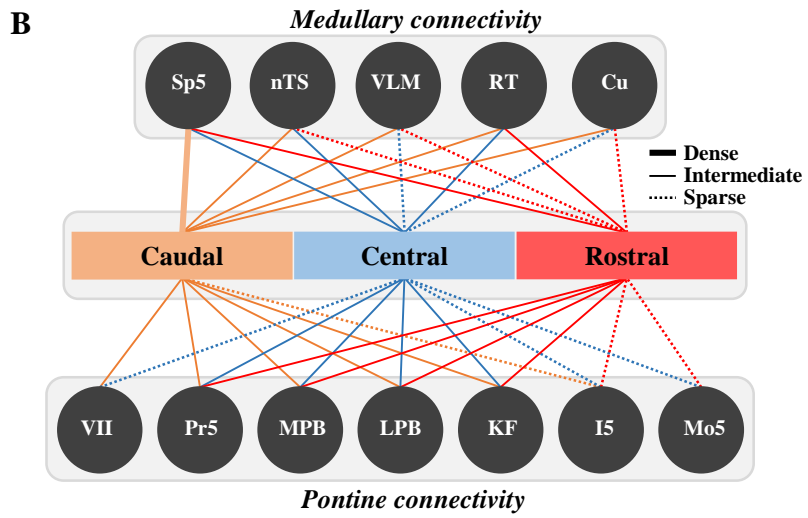 B
Medullary connectivity
Sp5 nTS VLM RT Cu
Dense
Intermediate
Sparse
Caudal Central Rostral
VII Pr5 MPB LPB KF I5 Mo5
Pontine connectivity